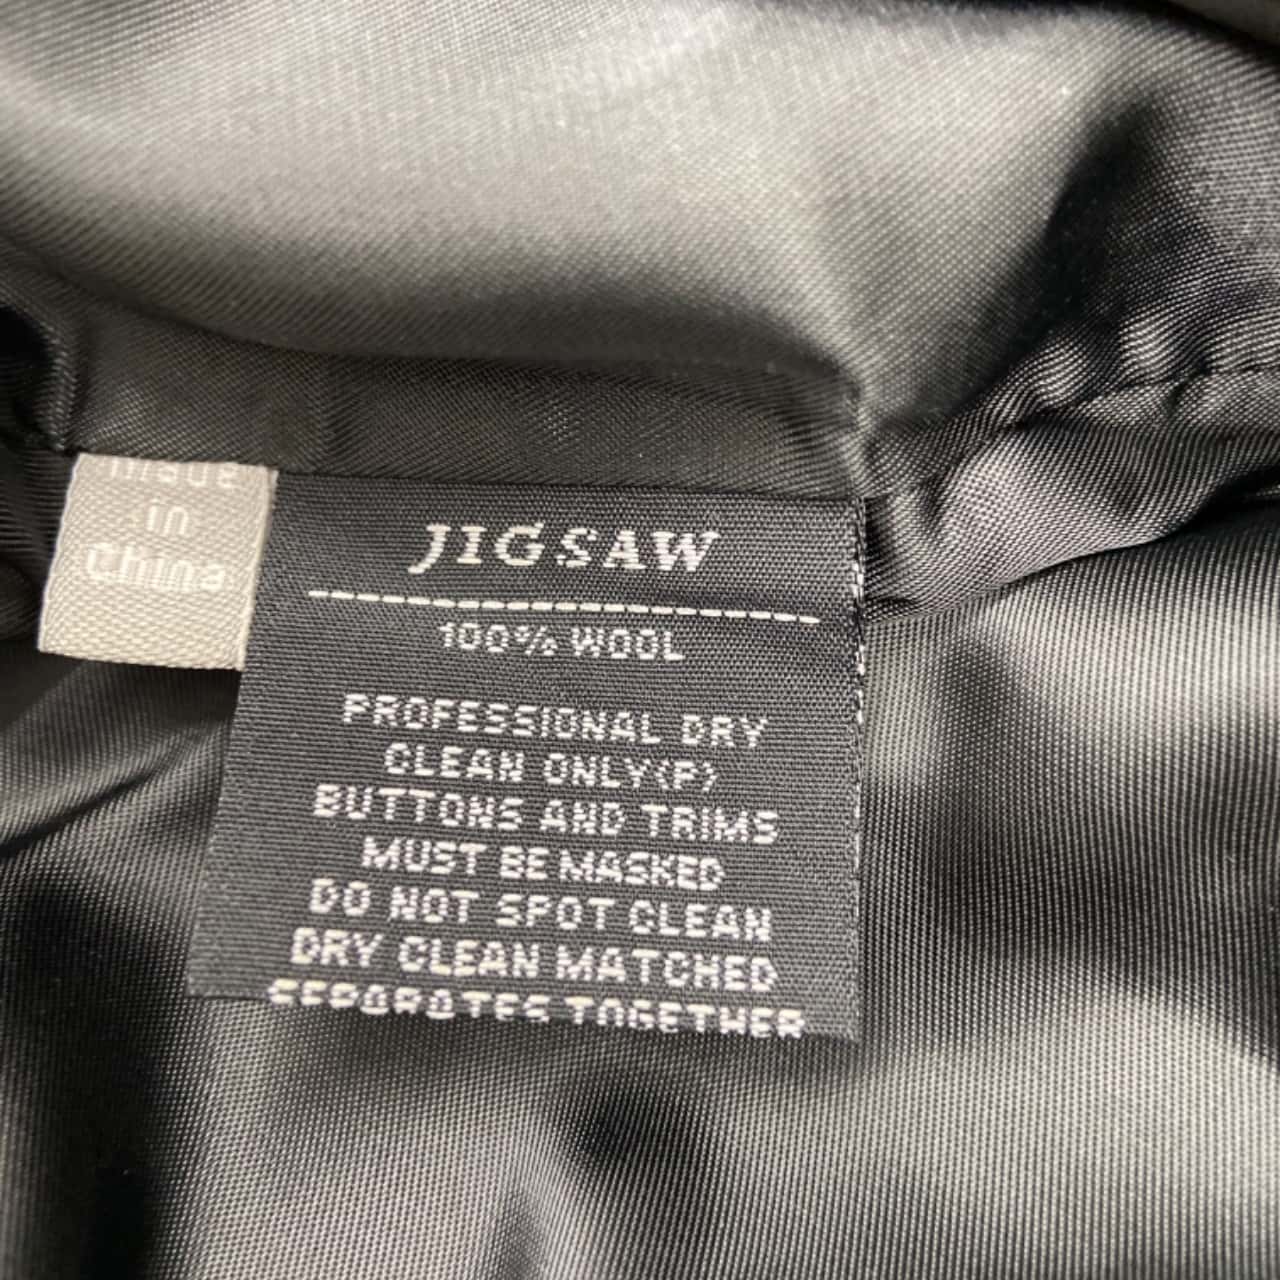 made
in
China
JIGSAW
100% WOOL
PROFESSIONAL DRY
CLEAN ONLY(P)
BUTTONS AND TRIMS
MUST BE MASKED
DO NOT SPOT CLEAN
DRY CLEAN MATCHED
SEPARATES TOGETHER